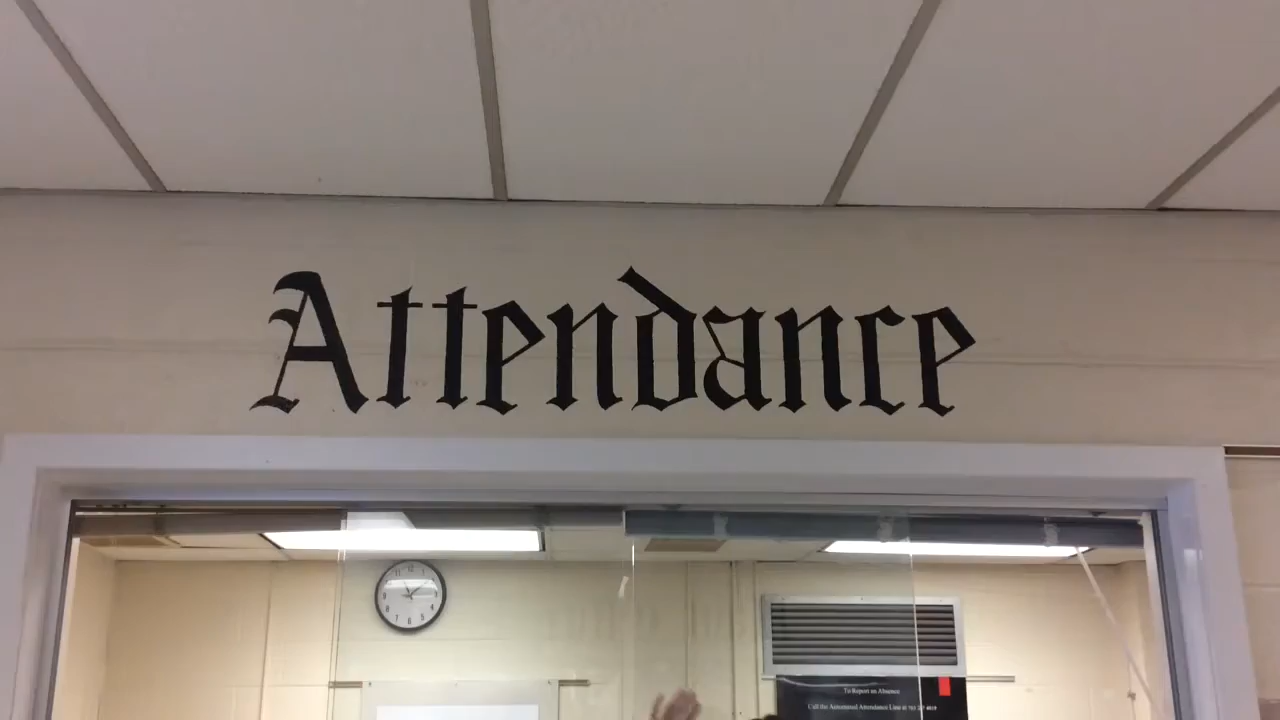 Attendance
To Report an Absence
Call the Automated Attendance Line at